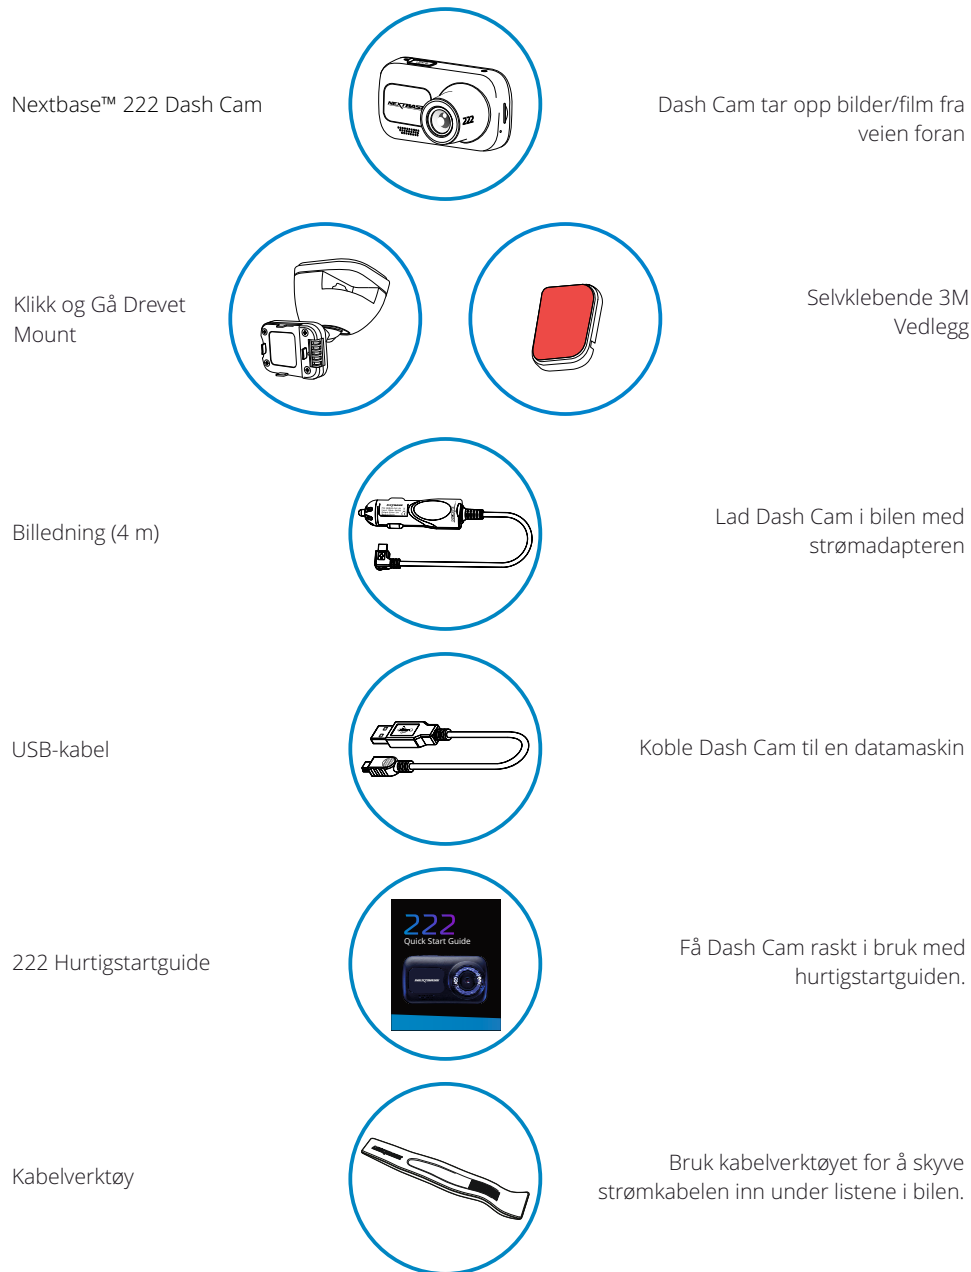 Nextbase™ 222 Dash Cam
NEXTBASE
222
Dash Cam tar opp bilder/film fra
veien foran
Klikk og Gå Drevet
Mount
Selvklebende 3M
Vedlegg
Billedning (4 m)
Lad Dash Cam i bilen med
strømadapteren
USB-kabel
Koble Dash Cam til en datamaskin
222 Hurtigstartguide
222
Quick Start Guide
NEXTBASE
Få Dash Cam raskt i bruk med
hurtigstartguiden.
Kabelverktøy
Bruk kabelverktøyet for å skyve
strømkabelen inn under listene i bilen.